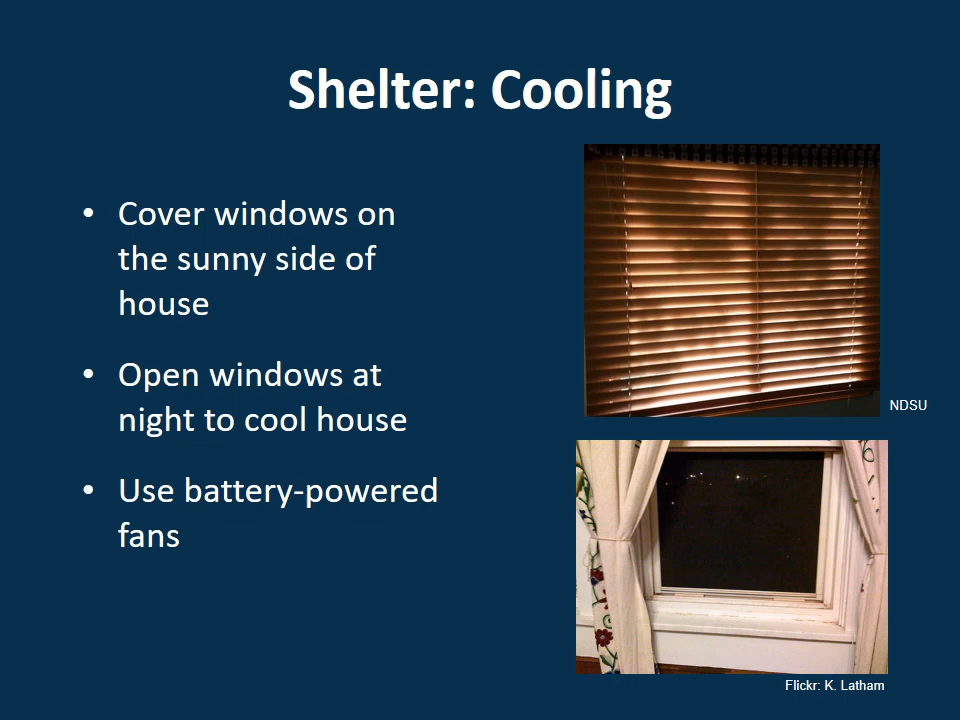 Shelter: Cooling
• Cover windows on
the sunny side of
house
• Open windows at
night to cool house
• Use battery-powered
fans
NDSU
Flickr: K. Latham